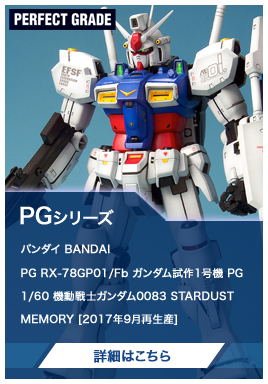 PERFECT GRADE
EFSF
PGシリーズ
バンダイ BANDAI
PG RX-78GP01/Fb ガンダム試作1号機 PG
1/60 機動戦士ガンダム0083 STARDUST
MEMORY [2017年9月再生産]
詳細はこちら